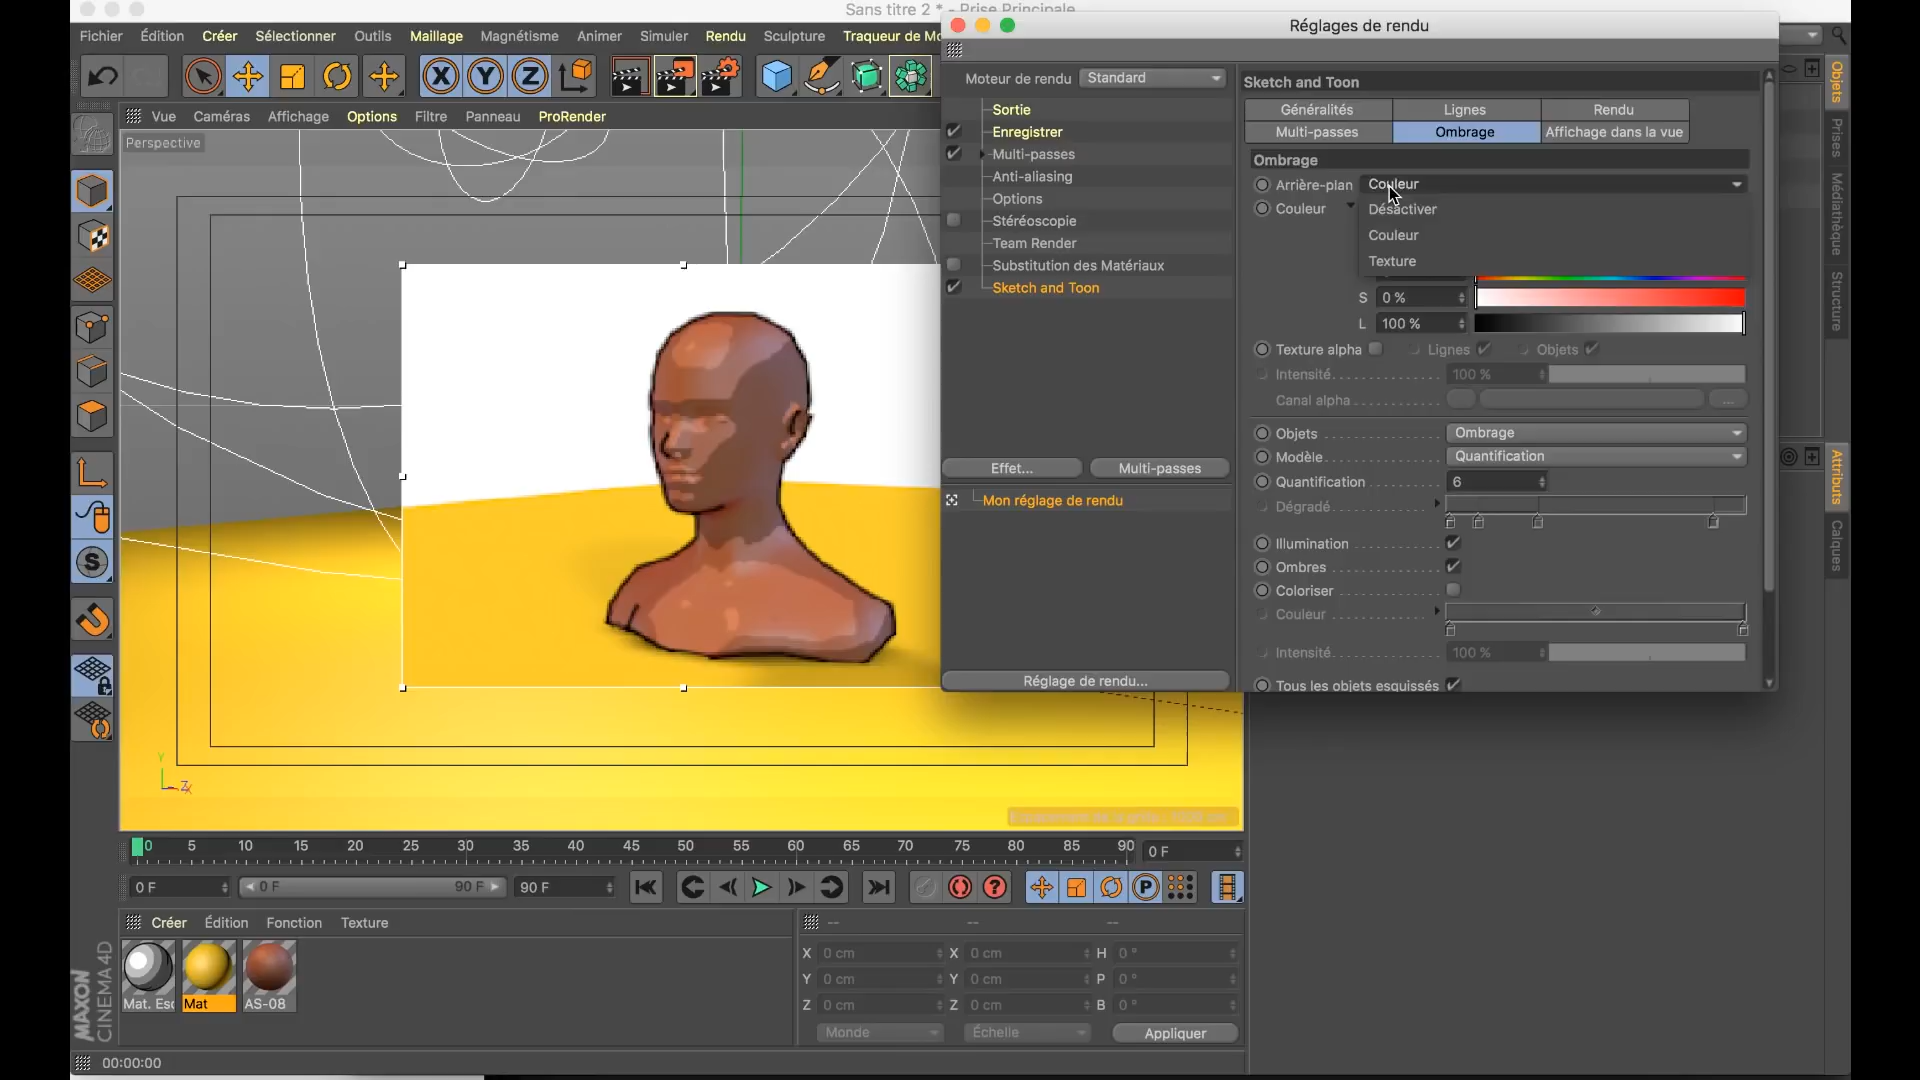 Sans titre 2 * - Prise Principale
Fichier Édition Créer Sélectionner Outils Maillage Magnétisme Animer Simuler Rendu Sculpture Traqueur de Mo
Réglages de rendu
X Y Z
Vue Caméras Affichage Options Filtre Panneau ProRender
Perspective
Moteur de rendu Standard
Sortie
Enregistrer
Multi-passes
Anti-aliasing
Options
Stéréoscopie
Team Render
Substitution des Matériaux
Sketch and Toon
Effet... Multi-passes
Mon réglage de rendu
Réglage de rendu...
Sketch and Toon
Généralités Lignes Rendu
Multi-passes Ombrage Affichage dans la vue
Ombrage
Arrière-plan Couleur
Couleur Désactiver
Couleur
Texture
S 0 %
L 100 %
Texture alpha Lignes Objets
Intensité 100 %
Canal alpha ...
Objets Ombrage
Modèle Quantification
Quantification 6
Dégradé
Illumination
Ombres
Coloriser
Couleur
Intensité 100 %
Tous les objets esquissés
Objets
Prises
Médiathèque
Structure
Attributs
Calques
S
Y
Z
0 5 10 15 20 25 30 35 40 45 50 55 60 65 70 75 80 85 90 0 F
0 F 0 F 90 F 90 F ? P
Créer Édition Fonction Texture
-- -- --
Mat. Esc Mat AS-08
X 0 cm X 0 cm H 0 °
Y 0 cm Y 0 cm P 0 °
Z 0 cm Z 0 cm B 0 °
Monde Échelle Appliquer
MAXON
CINEMA 4D
00:00:00